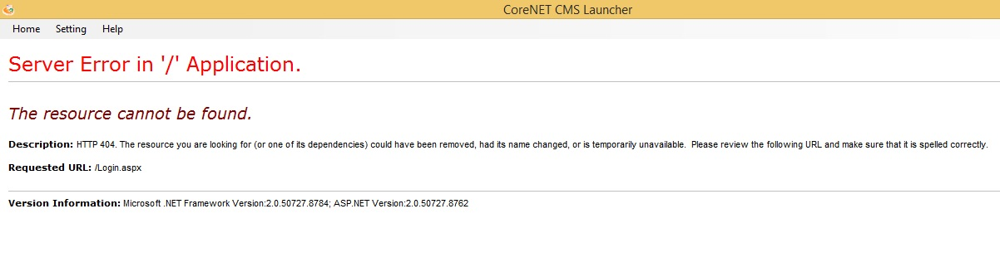 CoreNET CMS Launcher
Home Setting Help
Server Error in '/' Application.
The resource cannot be found.
Description: HTTP 404. The resource you are looking for (or one of its dependencies) could have been removed, had its name changed, or is temporarily unavailable.  Please review the following URL and make sure that it is spelled correctly.
Requested URL: /Login.aspx
Version Information: Microsoft .NET Framework Version:2.0.50727.8784; ASP.NET Version:2.0.50727.8762